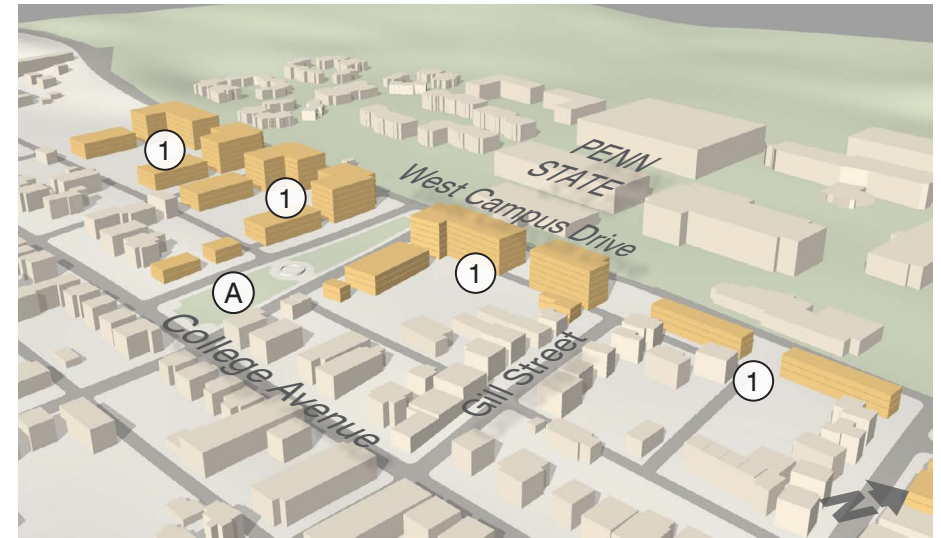 PENN
STATE
West Campus Drive
1
1
1
A
College Avenue
Gill Street
1
N